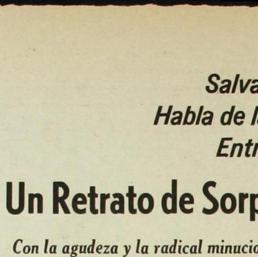 Salva
Habla de l
Entr
Un Retrato de Sorp
Con la agudeza y la radical minucio